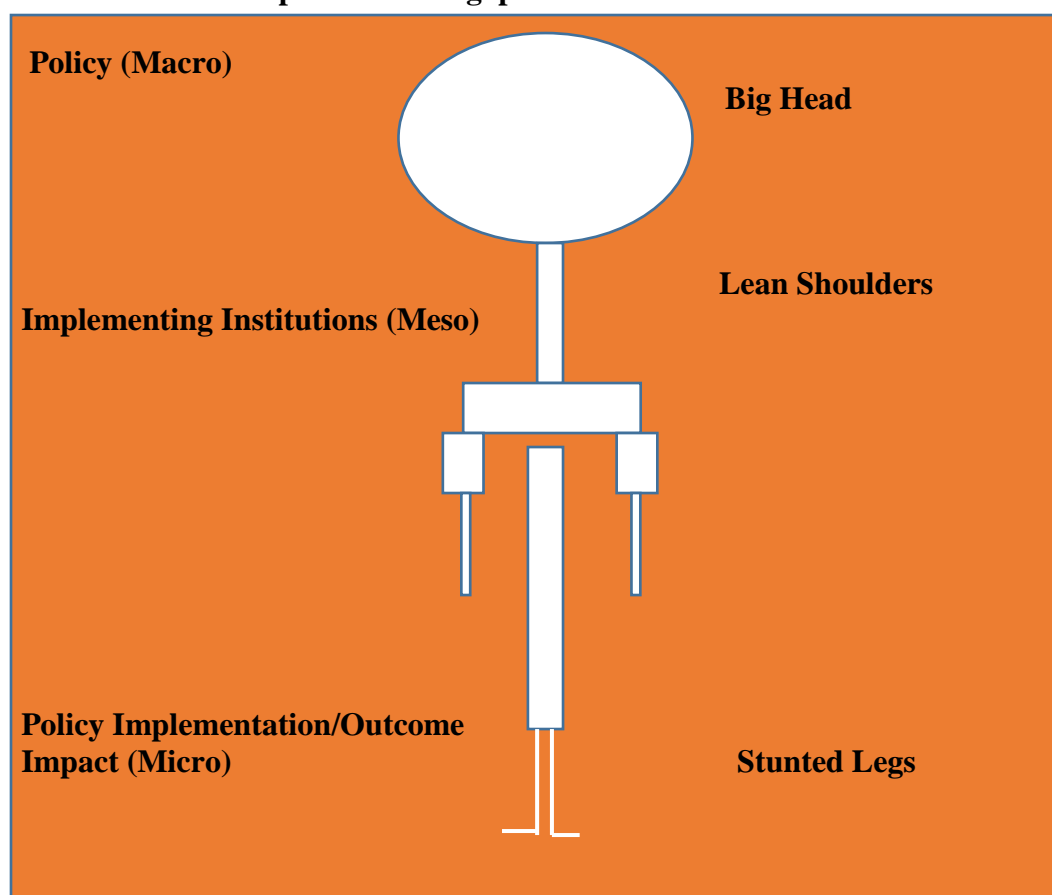 Policy (Macro)
Big Head
Lean Shoulders
Implementing Institutions (Meso)
Policy Implementation/Outcome
Impact (Micro)
Stunted Legs